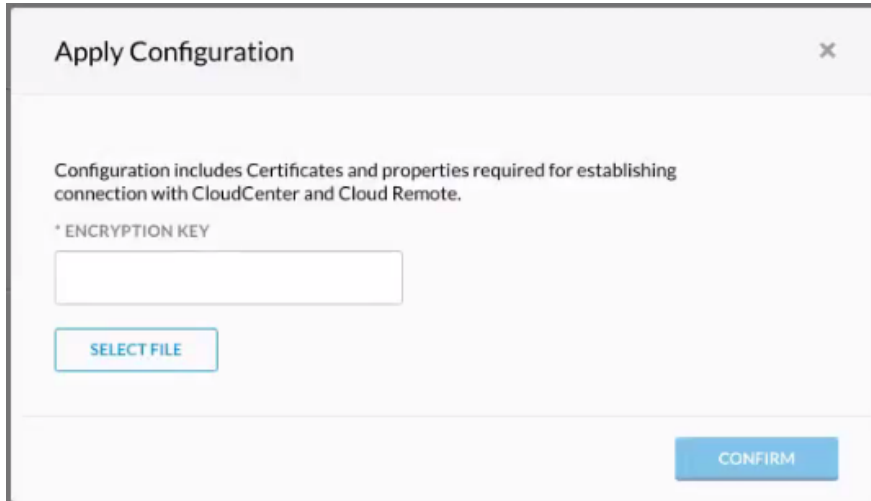 Apply Configuration
Configuration includes Certificates and properties required for establishing
connection with CloudCenter and Cloud Remote.
* ENCRYPTION KEY
SELECT FILE
CONFIRM